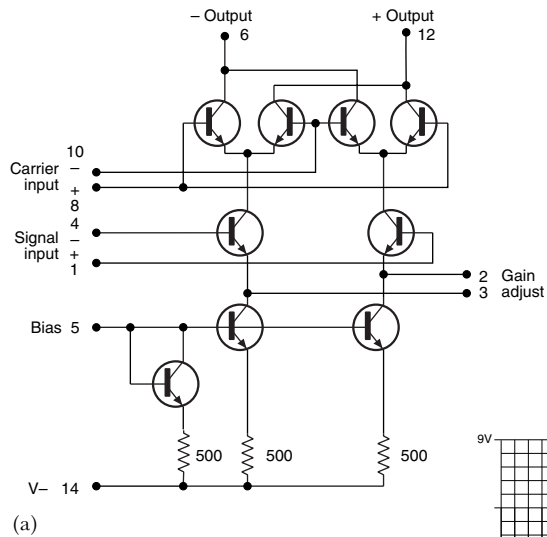 – Output
6
+ Output
12
10
Carrier –
input +
8
4
Signal –
input +
1
2 Gain
3 adjust
Bias 5
500
500
500
V– 14
9V
(a)